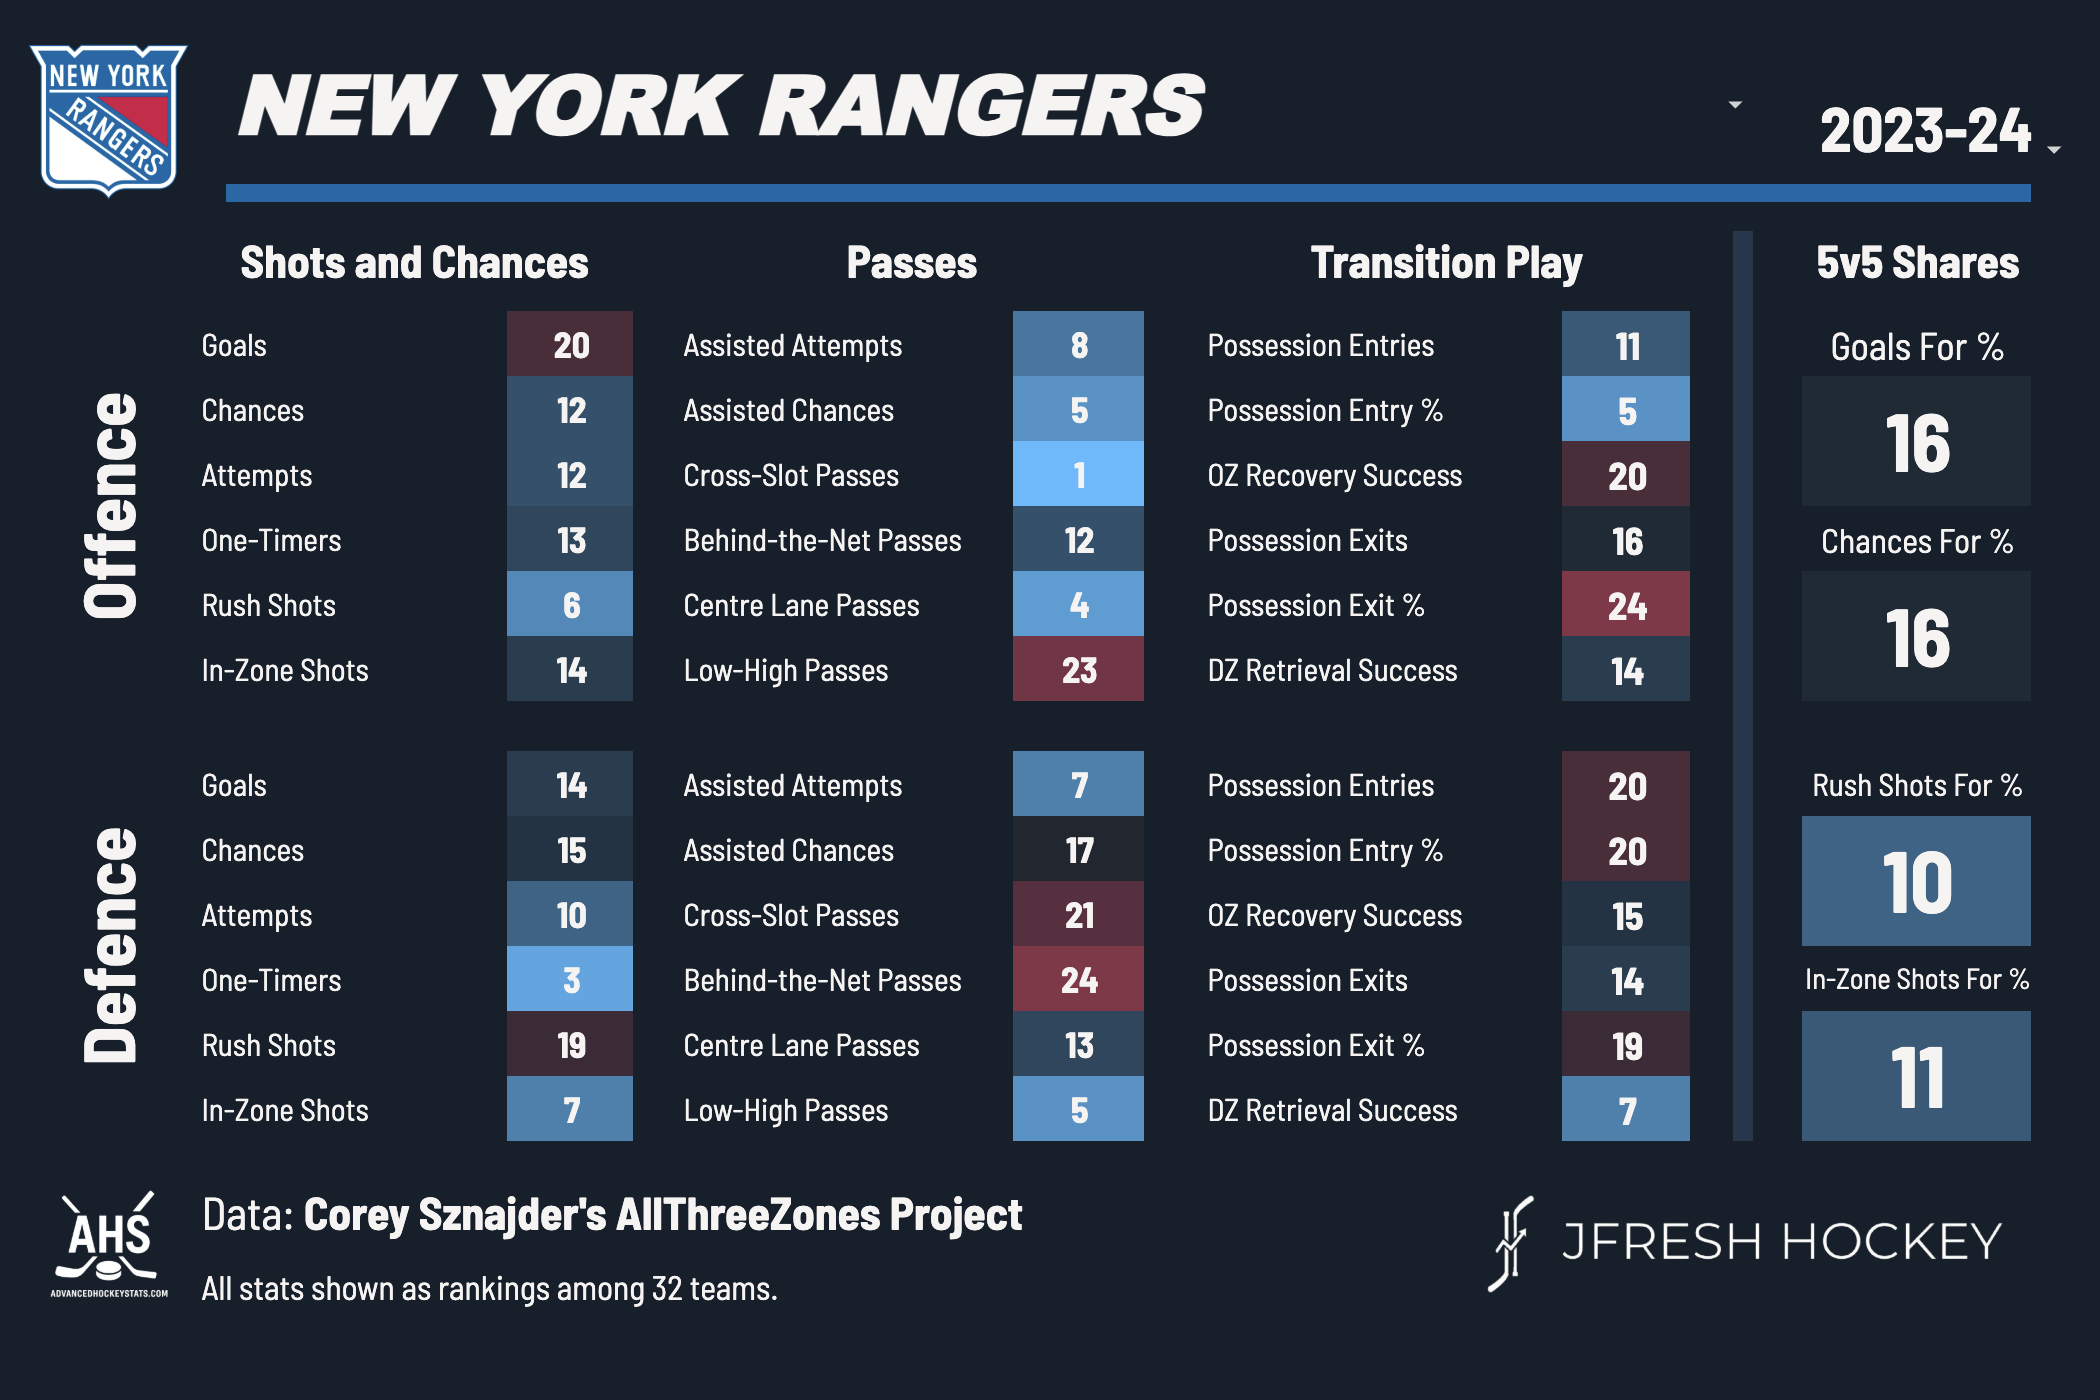 NEW YORK
RANGERS
NEW YORK RANGERS
2023-24
Shots and Chances
Passes
Transition Play
5v5 Shares
Offence
Goals 20
Chances 12
Attempts 12
One-Timers 13
Rush Shots 6
In-Zone Shots 14
Assisted Attempts 8
Assisted Chances 5
Cross-Slot Passes 1
Behind-the-Net Passes 12
Centre Lane Passes 4
Low-High Passes 23
Possession Entries 11
Possession Entry % 5
OZ Recovery Success 20
Possession Exits 16
Possession Exit % 24
DZ Retrieval Success 14
Goals For %
16
Chances For %
16
Defence
Goals 14
Chances 15
Attempts 10
One-Timers 3
Rush Shots 19
In-Zone Shots 7
Assisted Attempts 7
Assisted Chances 17
Cross-Slot Passes 21
Behind-the-Net Passes 24
Centre Lane Passes 13
Low-High Passes 5
Possession Entries 20
Possession Entry % 20
OZ Recovery Success 15
Possession Exits 14
Possession Exit % 19
DZ Retrieval Success 7
Rush Shots For %
10
In-Zone Shots For %
11
AHS
ADVANCEDHOCKEYSTATS.COM
Data: Corey Sznajder's AllThreeZones Project
All stats shown as rankings among 32 teams.
JFRESH HOCKEY